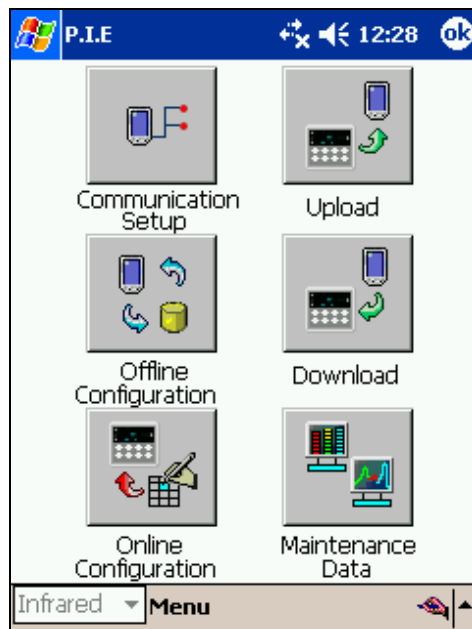 P.I.E 12:28 ok
Communication
Setup
Upload
Offline
Configuration
Download
Online
Configuration
Maintenance
Data
Infrared Menu